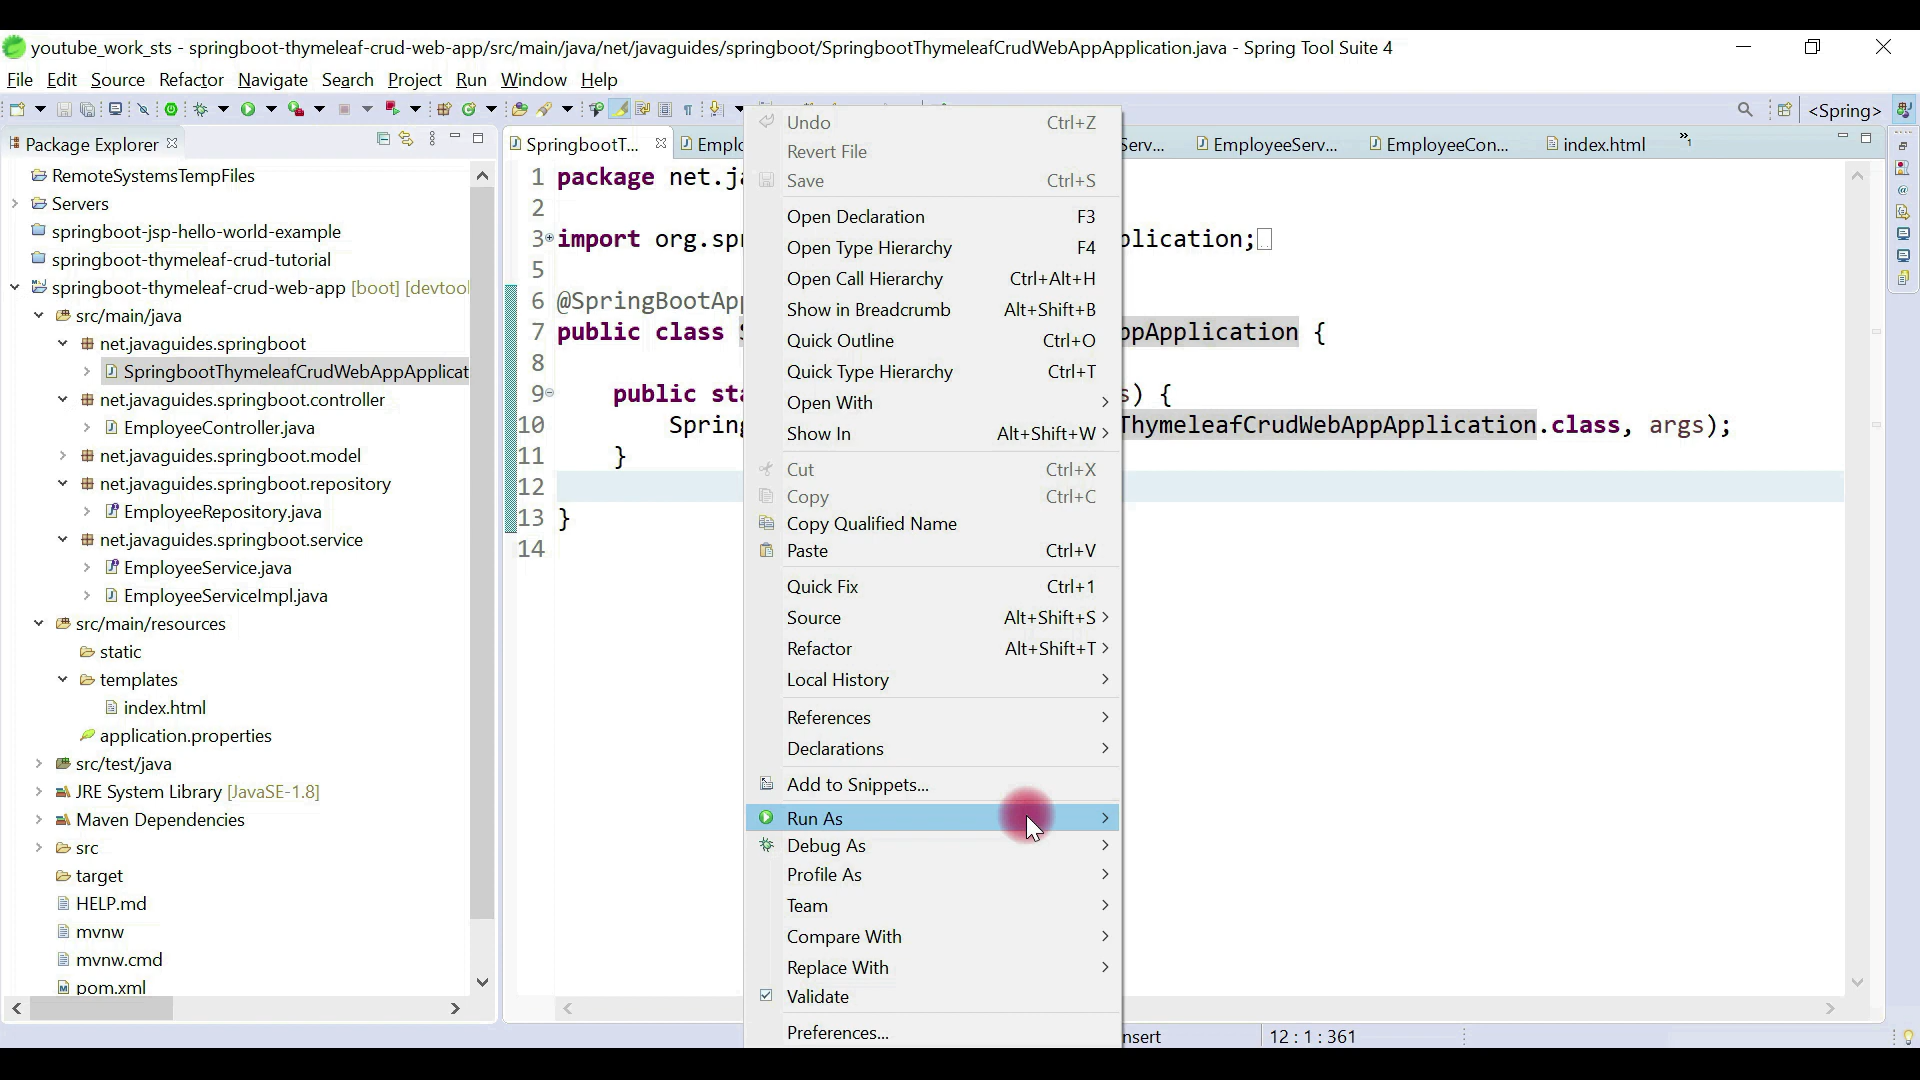 youtube_work_sts - springboot-thymeleaf-crud-web-app/src/main/java/net/javaguides/springboot/SpringbootThymeleafCrudWebAppApplication.java - Spring Tool Suite 4
File Edit Source Refactor Navigate Search Project Run Window Help
<Spring>
Package Explorer
SpringbootT...
Emplo
Serv...
EmployeeServ...
EmployeeCon...
index.html
»1
RemoteSystemsTempFiles
Servers
springboot-jsp-hello-world-example
springboot-thymeleaf-crud-tutorial
springboot-thymeleaf-crud-web-app [boot] [devtool
src/main/java
net.javaguides.springboot
SpringbootThymeleafCrudWebAppApplicat
net.javaguides.springboot.controller
EmployeeController.java
net.javaguides.springboot.model
net.javaguides.springboot.repository
EmployeeRepository.java
net.javaguides.springboot.service
EmployeeService.java
EmployeeServiceImpl.java
src/main/resources
static
templates
index.html
application.properties
src/test/java
JRE System Library [JavaSE-1.8]
Maven Dependencies
src
target
HELP.md
mvnw
mvnw.cmd
pom.xml
1 package net.ja
2
3 import org.spr plication;
5
6 @SpringBootApp
7 public class S ppApplication {
8
9 public sta s) {
10 Spring ThymeleafCrudWebAppApplication.class, args);
11 }
12
13 }
14
Undo Ctrl+Z
Revert File
Save Ctrl+S
Open Declaration F3
Open Type Hierarchy F4
Open Call Hierarchy Ctrl+Alt+H
Show in Breadcrumb Alt+Shift+B
Quick Outline Ctrl+O
Quick Type Hierarchy Ctrl+T
Open With
Show In Alt+Shift+W
Cut Ctrl+X
Copy Ctrl+C
Copy Qualified Name
Paste Ctrl+V
Quick Fix Ctrl+1
Source Alt+Shift+S
Refactor Alt+Shift+T
Local History
References
Declarations
Add to Snippets...
Run As
Debug As
Profile As
Team
Compare With
Replace With
Validate
Preferences...
nsert
12 : 1 : 361